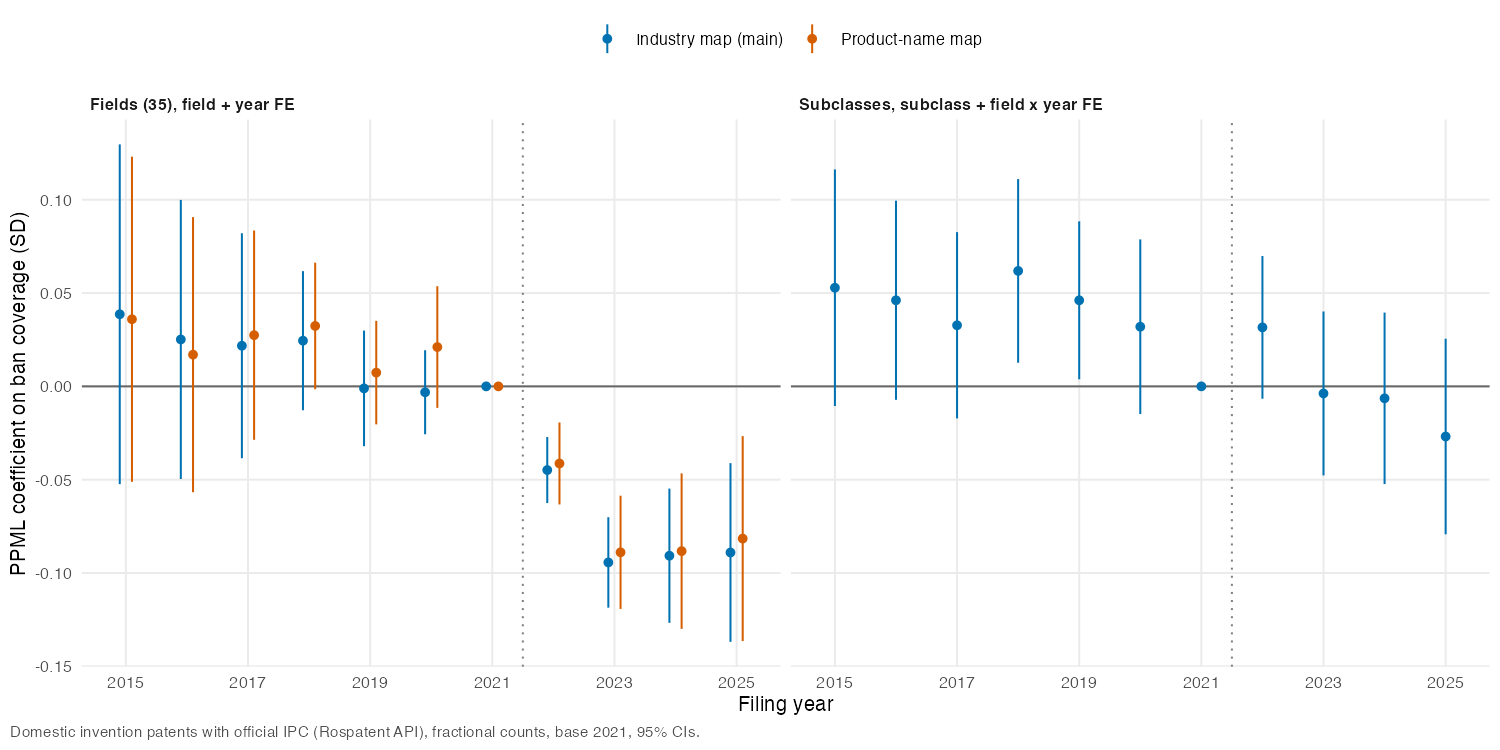 Industry map (main) Product-name map
Fields (35), field + year FE
Subclasses, subclass + field x year FE
PPML coefficient on ban coverage (SD)
0.10
0.05
0.00
-0.05
-0.10
-0.15
2015 2017 2019 2021 2023 2025
2015 2017 2019 2021 2023 2025
Filing year
Domestic invention patents with official IPC (Rospatent API), fractional counts, base 2021, 95% CIs.